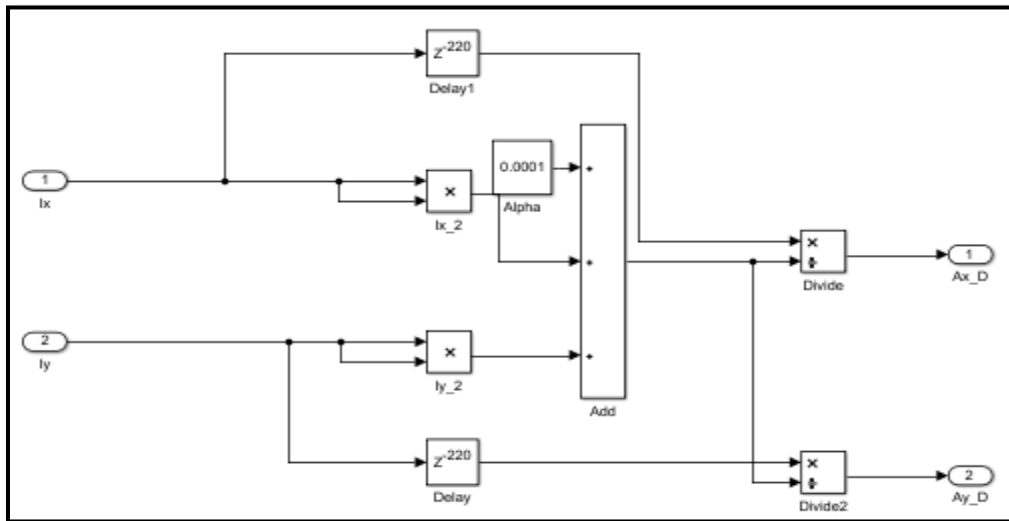 Z-220
Delay1
1
Ix
×
Ix_2
0.0001
Alpha
+
+
+
Add
×
÷
Divide
1
Ax_D
2
Iy
×
Iy_2
Z-220
Delay
×
÷
Divide2
2
Ay_D